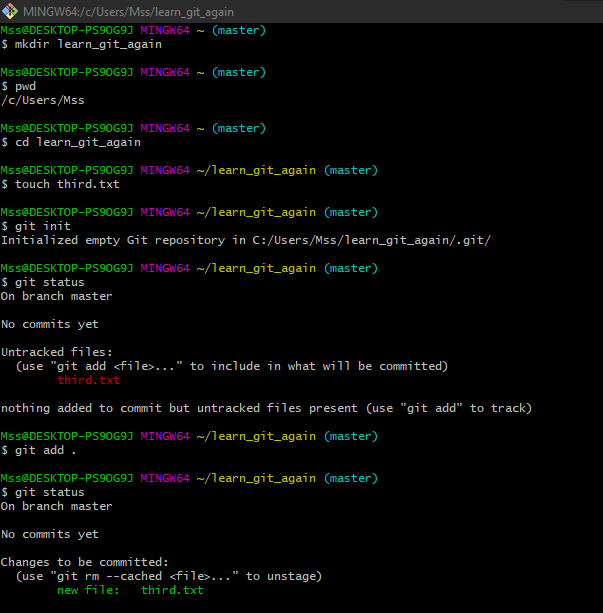 MINGW64:/c/Users/Mss/learn_git_again
Mss@DESKTOP-PS9OG9J MINGW64 ~ (master)
$ mkdir learn_git_again
Mss@DESKTOP-PS9OG9J MINGW64 ~ (master)
$ pwd
/c/Users/Mss
Mss@DESKTOP-PS9OG9J MINGW64 ~ (master)
$ cd learn_git_again
Mss@DESKTOP-PS9OG9J MINGW64 ~/learn_git_again (master)
$ touch third.txt
Mss@DESKTOP-PS9OG9J MINGW64 ~/learn_git_again (master)
$ git init
Initialized empty Git repository in C:/Users/Mss/learn_git_again/.git/
Mss@DESKTOP-PS9OG9J MINGW64 ~/learn_git_again (master)
$ git status
On branch master
No commits yet
Untracked files:
  (use "git add <file>..." to include in what will be committed)
        third.txt
nothing added to commit but untracked files present (use "git add" to track)
Mss@DESKTOP-PS9OG9J MINGW64 ~/learn_git_again (master)
$ git add .
Mss@DESKTOP-PS9OG9J MINGW64 ~/learn_git_again (master)
$ git status
On branch master
No commits yet
Changes to be committed:
  (use "git rm --cached <file>..." to unstage)
        new file:   third.txt